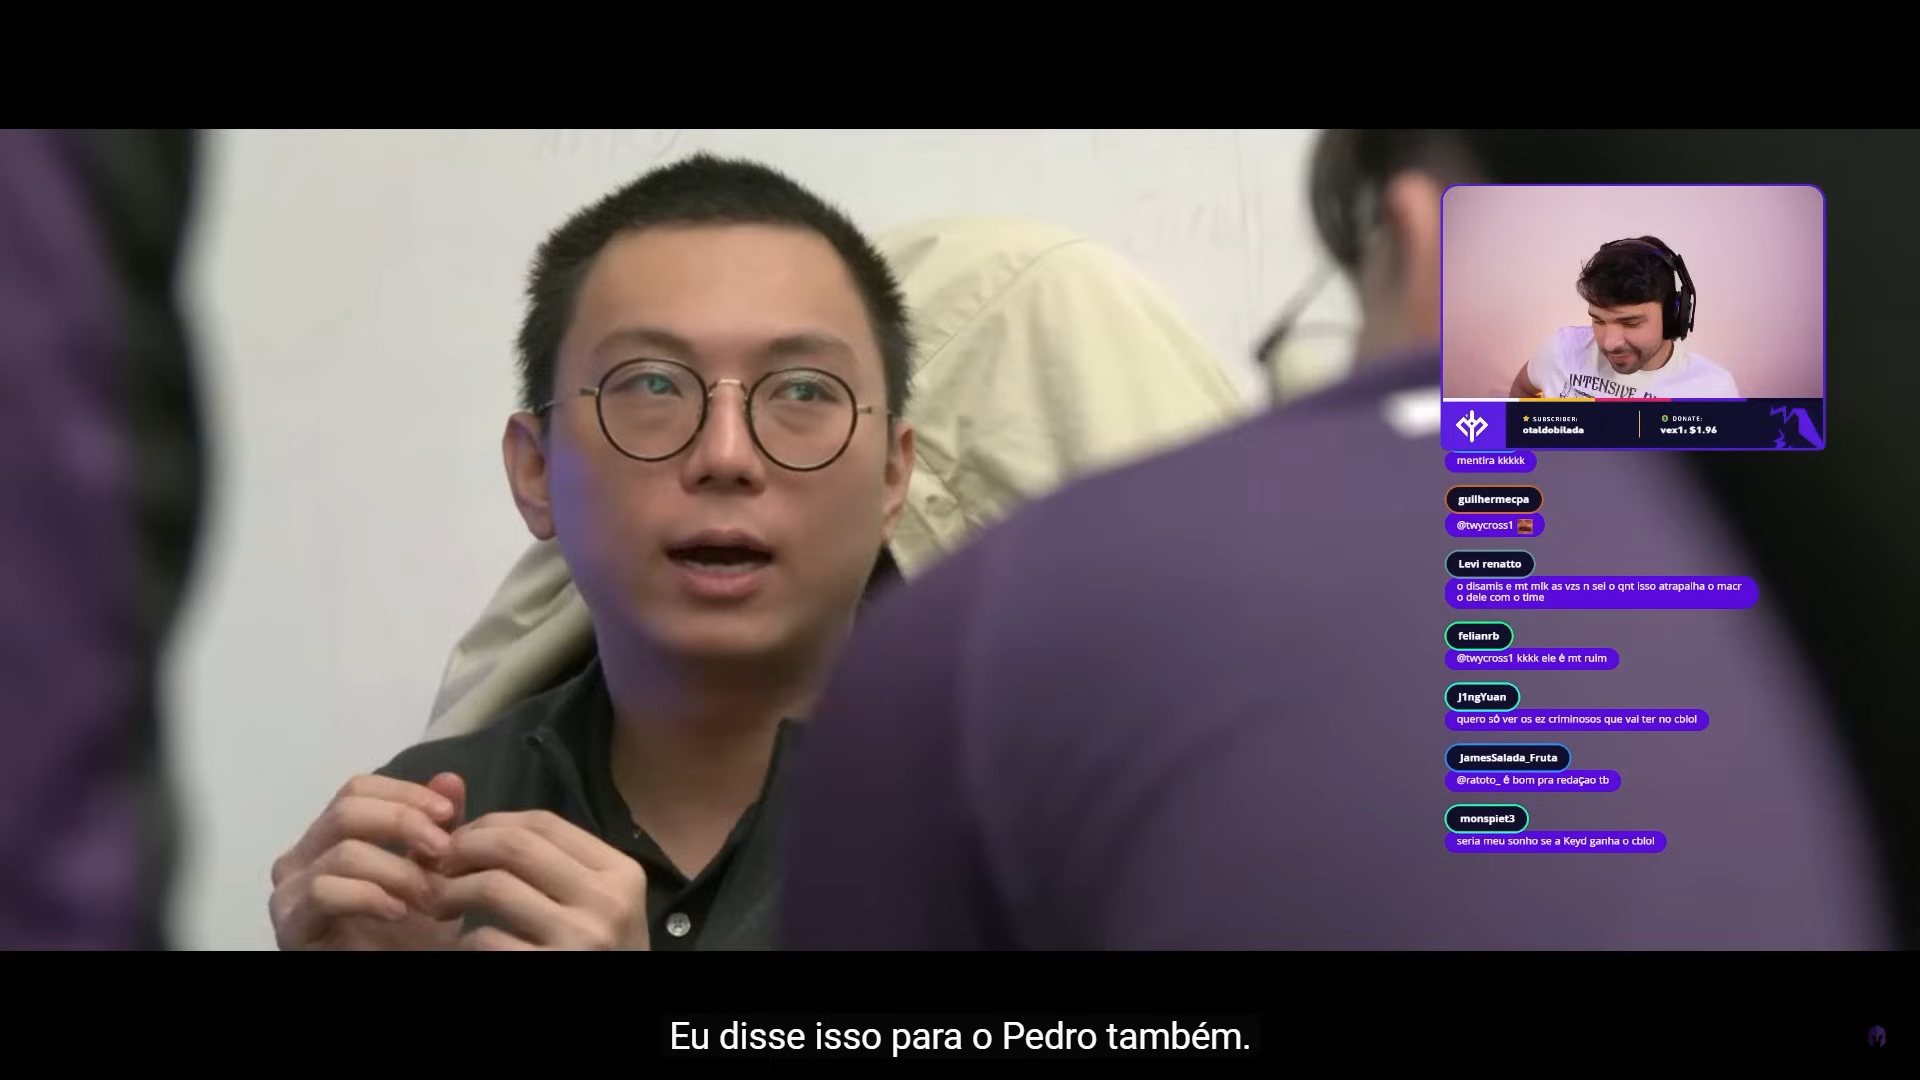 INTENSIVE
SUBSCRIBER:
otaldobilada
DONATE:
vex1: $1.96
mentira kkkkk
guilhermecpa
@twycross1
Levi renatto
o disamis e mt mlk as vzs n sei o qnt isso atrapalha o macr
o dele com o time
felianrb
@twycross1 kkkk ele é mt ruim
J1ngYuan
quero só ver os ez criminosos que vai ter no cblol
JamesSalada_Fruta
@ratoto_ é bom pra redaçao tb
monspiet3
seria meu sonho se a Keyd ganha o cblol
Eu disse isso para o Pedro também.